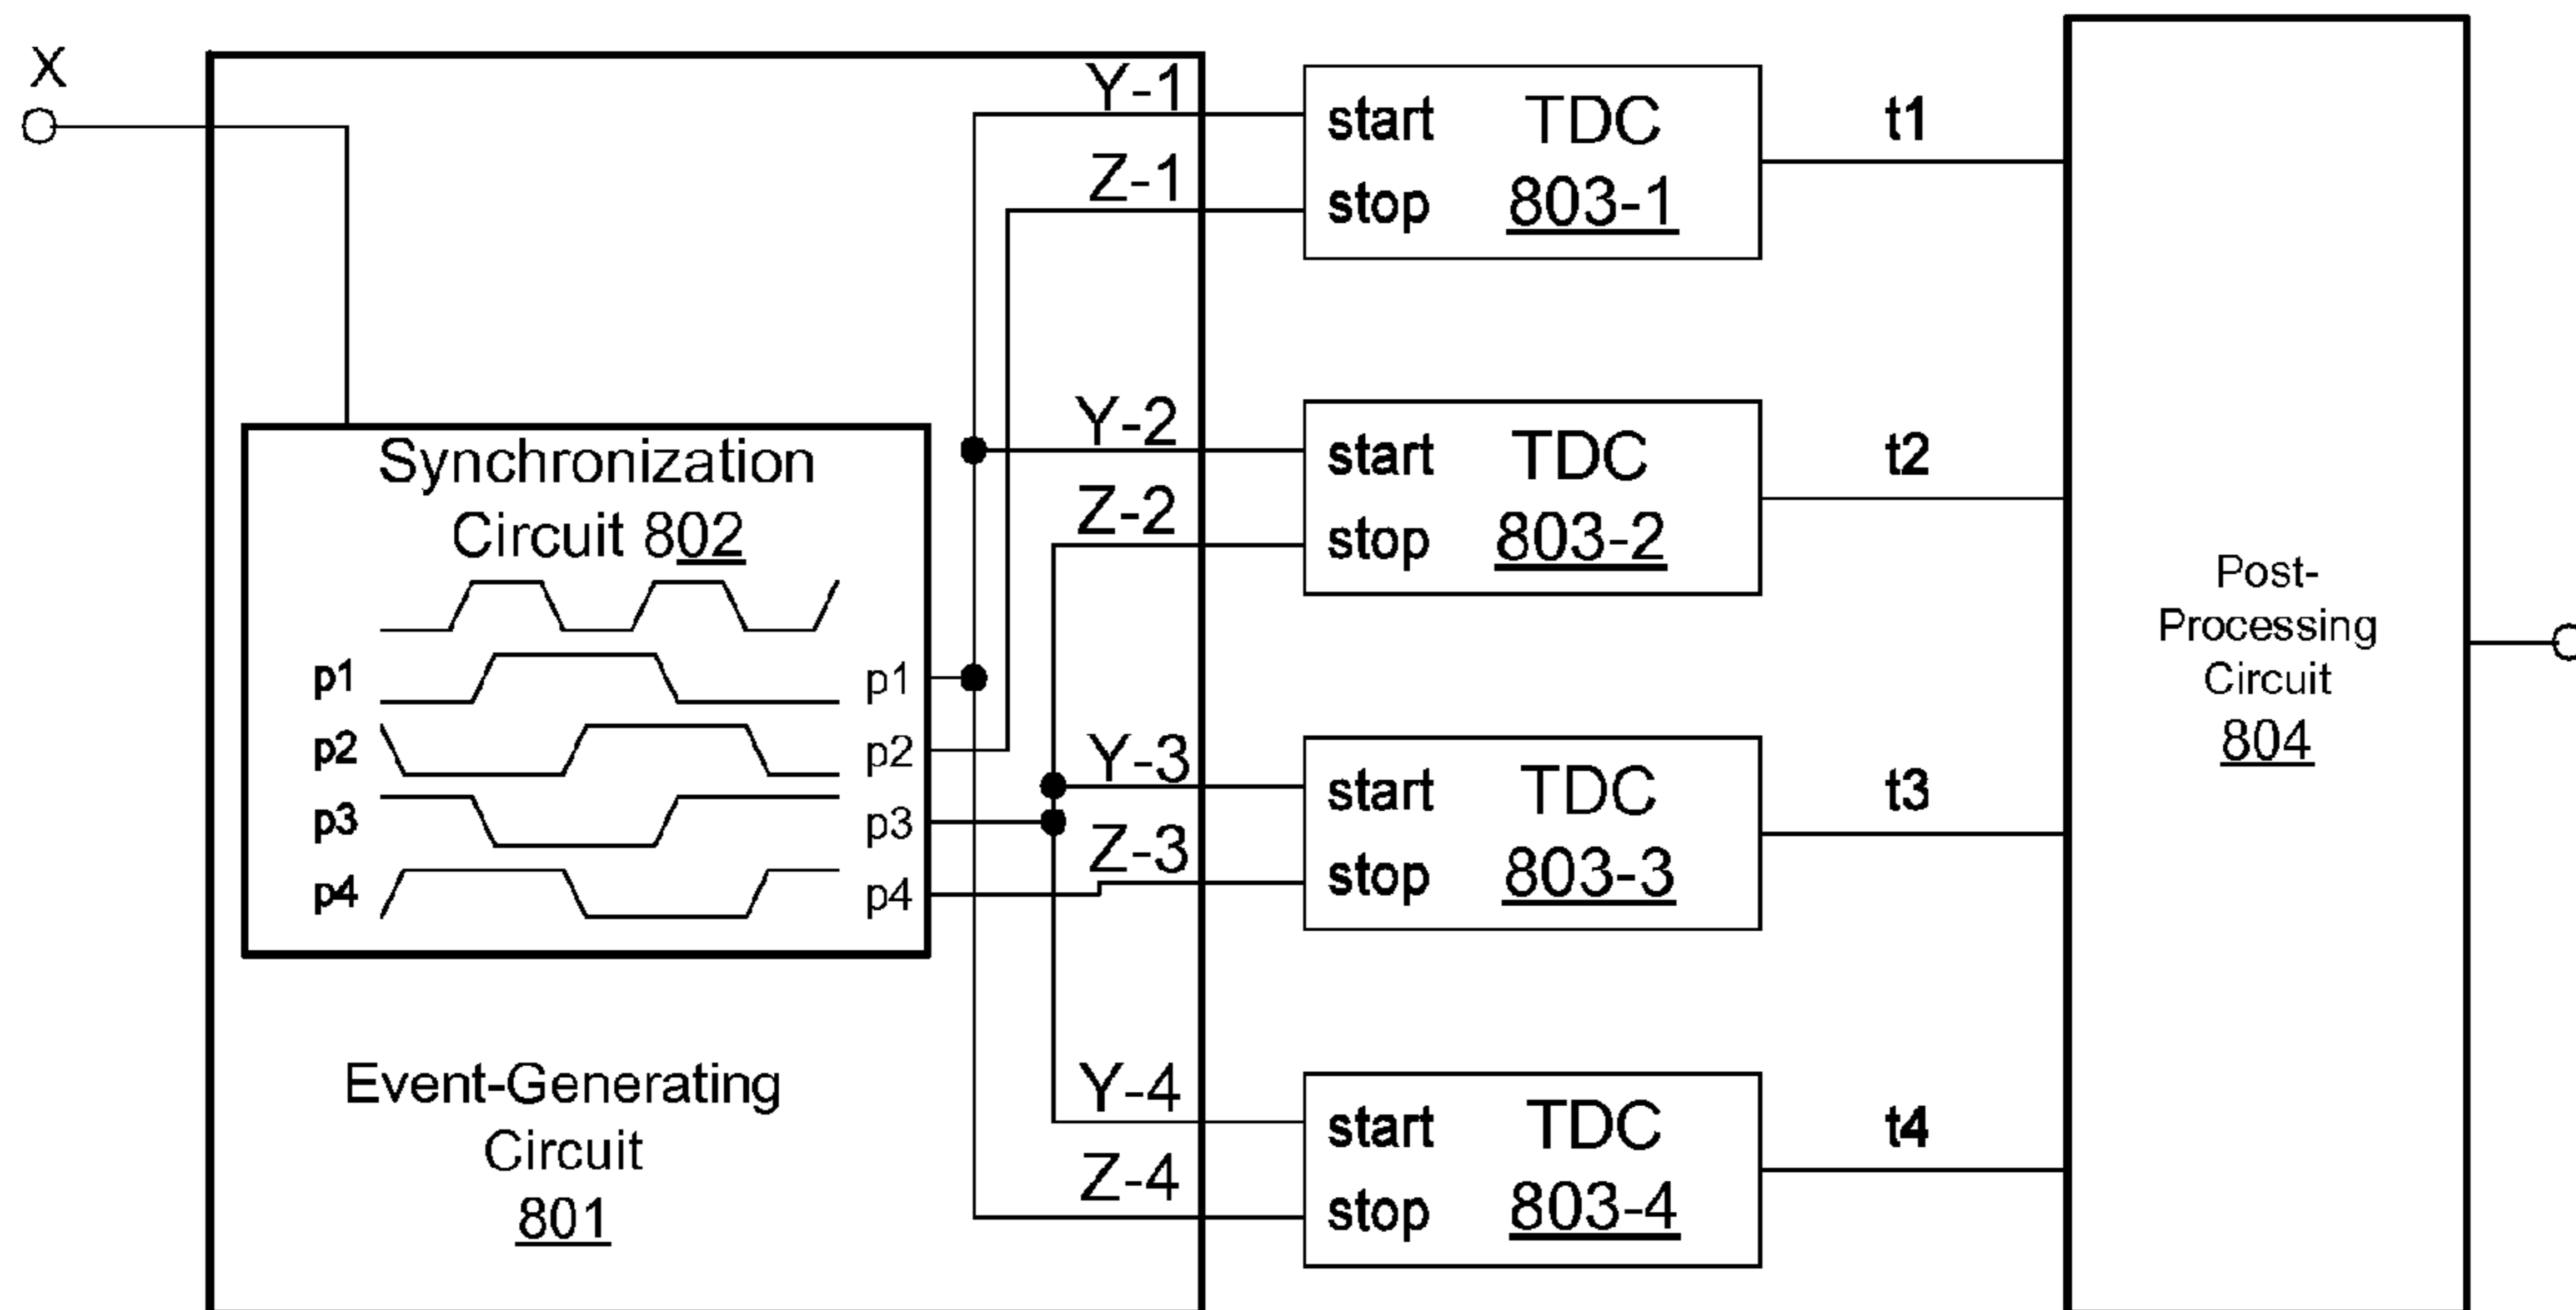 X
Y-1
Z-1
start TDC
stop 803-1
t1
Y-2
Z-2
start TDC
stop 803-2
t2
Synchronization
Circuit 802
p1 p1
p2 p2
p3 p3
p4 p4
Y-3
Z-3
start TDC
stop 803-3
t3
Post-
Processing
Circuit
804
Event-Generating
Circuit
801
Y-4
Z-4
start TDC
stop 803-4
t4